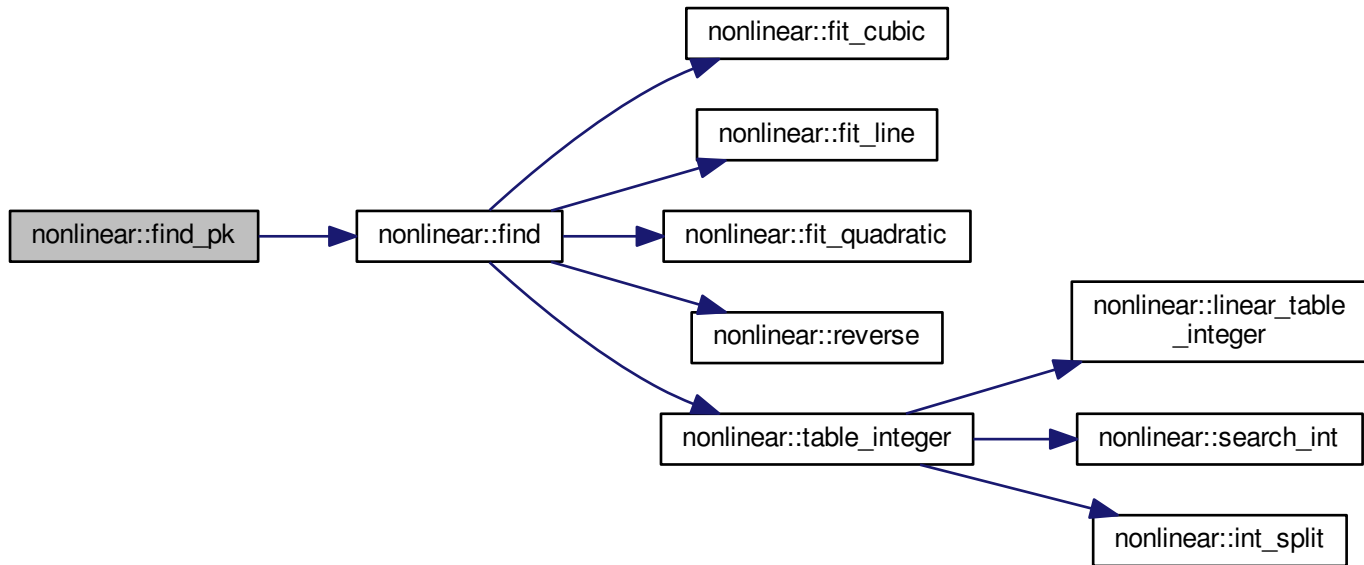 nonlinear::find_pk
nonlinear::find
nonlinear::fit_cubic
nonlinear::fit_line
nonlinear::fit_quadratic
nonlinear::reverse
nonlinear::table_integer
nonlinear::linear_table
_integer
nonlinear::search_int
nonlinear::int_split